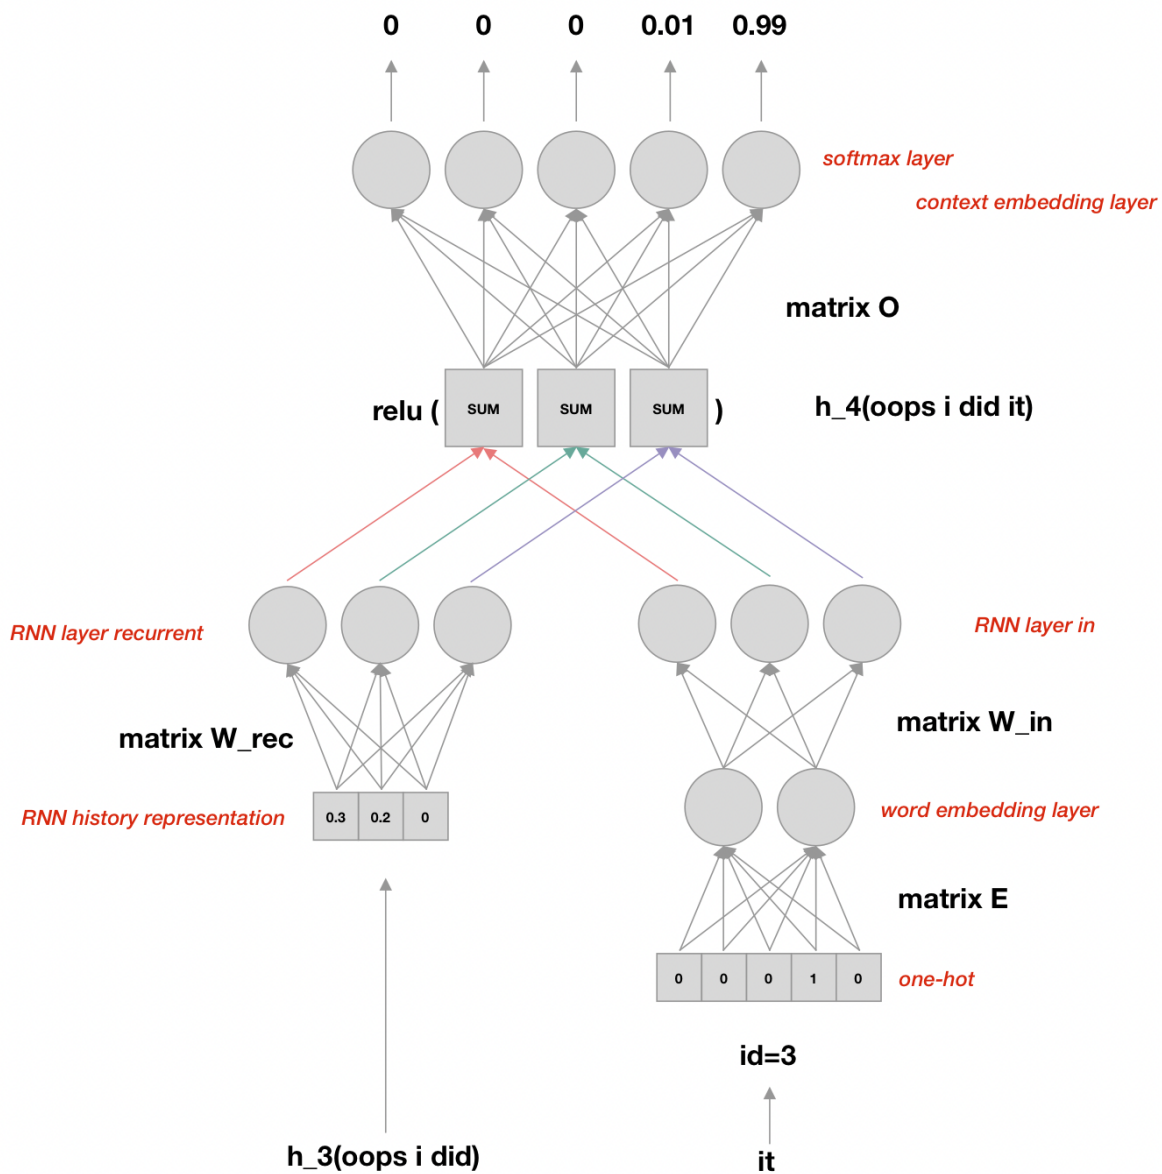 0 0 0 0.01 0.99
softmax layer
context embedding layer
matrix O
relu ( SUM SUM SUM )
h_4(oops i did it)
RNN layer recurrent
RNN layer in
matrix W_rec
matrix W_in
RNN history representation
0.3 0.2 0
word embedding layer
matrix E
0 0 0 1 0
one-hot
id=3
h_3(oops i did)
it